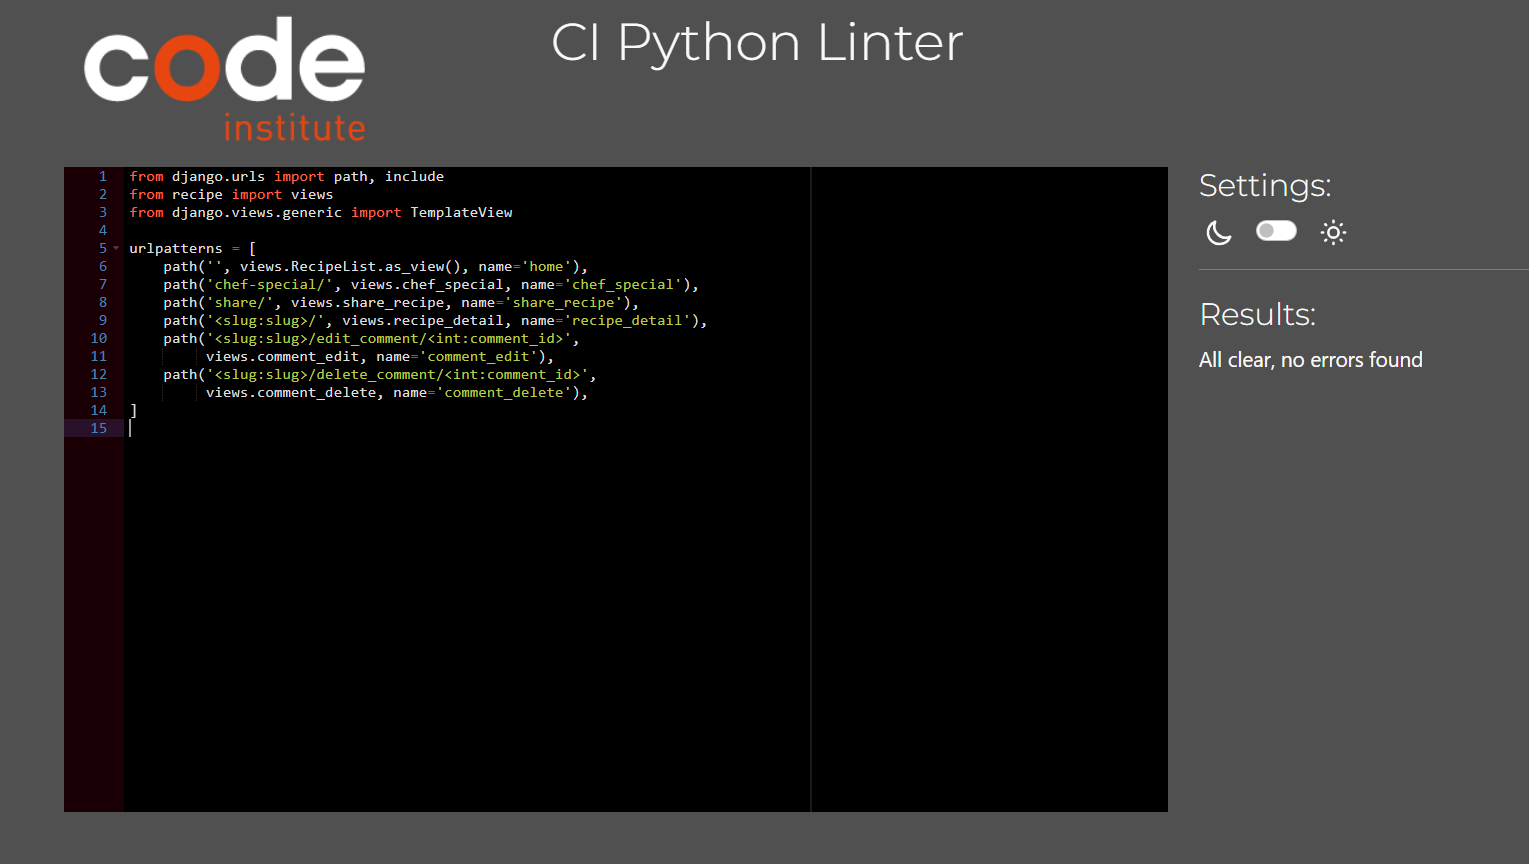 code
institute
CI Python Linter
1 from django.urls import path, include
2 from recipe import views
3 from django.views.generic import TemplateView
4
5 urlpatterns = [
6     path('', views.RecipeList.as_view(), name='home'),
7     path('chef-special/', views.chef_special, name='chef_special'),
8     path('share/', views.share_recipe, name='share_recipe'),
9     path('<slug:slug>/', views.recipe_detail, name='recipe_detail'),
10     path('<slug:slug>/edit_comment/<int:comment_id>',
11          views.comment_edit, name='comment_edit'),
12     path('<slug:slug>/delete_comment/<int:comment_id>',
13          views.comment_delete, name='comment_delete'),
14 ]
15
Settings:
Results:
All clear, no errors found